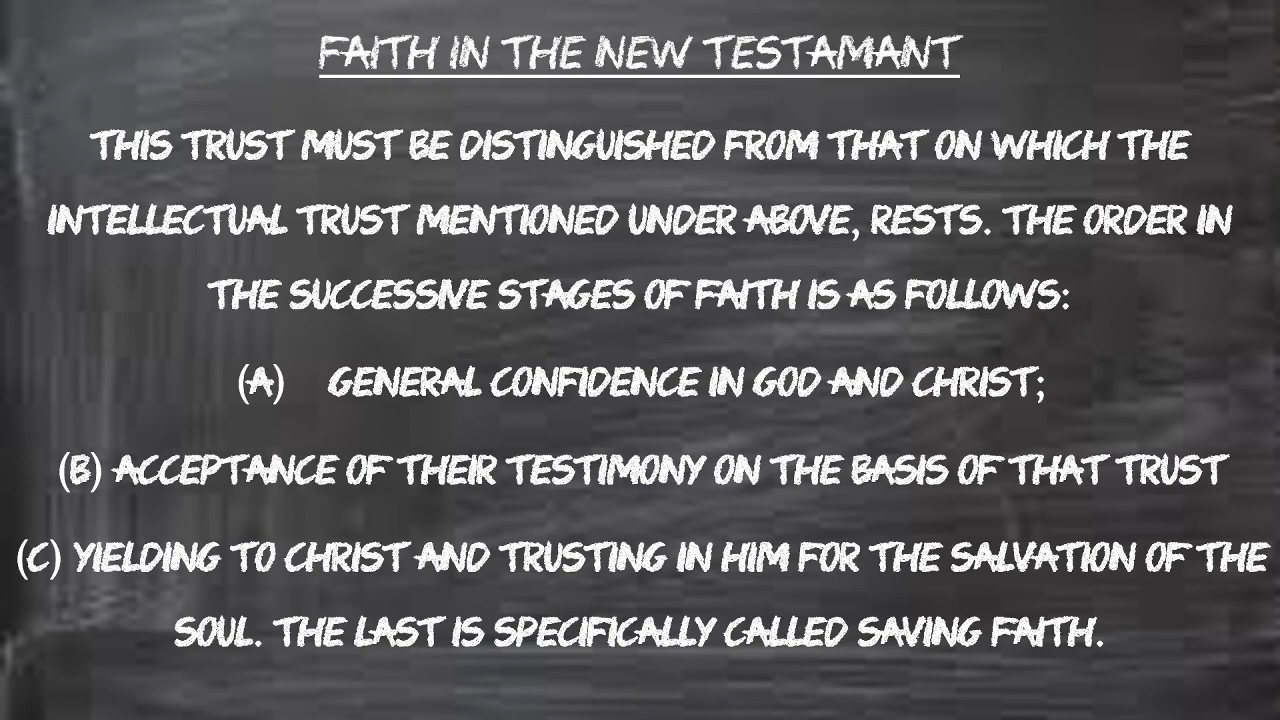 FAITH IN THE NEW TESTAMANT
THIS TRUST MUST BE DISTINGUISHED FROM THAT ON WHICH THE
INTELLECTUAL TRUST MENTIONED UNDER ABOVE, RESTS. THE ORDER IN
THE SUCCESSIVE STAGES OF FAITH IS AS FOLLOWS:
(A) GENERAL CONFIDENCE IN GOD AND CHRIST;
(B) ACCEPTANCE OF THEIR TESTIMONY ON THE BASIS OF THAT TRUST
(C) YIELDING TO CHRIST AND TRUSTING IN HIM FOR THE SALVATION OF THE
SOUL. THE LAST IS SPECIFICALLY CALLED SAVING FAITH.